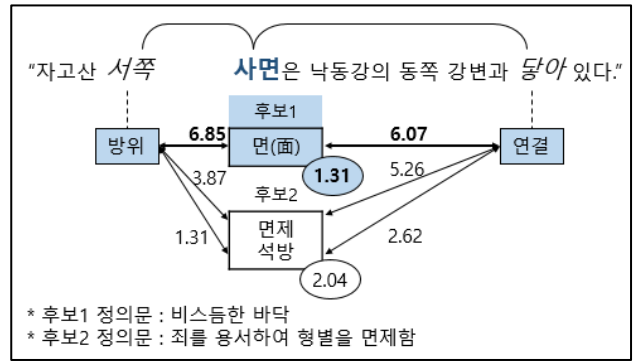 “자고산 서쪽 사면은 낙동강의 동쪽 강변과 닿아 있다.”
후보1
6.85 6.07
방위 면(面) 연결
1.31
3.87 후보2 5.26
1.31 면제 2.62
석방
2.04
* 후보1 정의문 : 비스듬한 바닥
* 후보2 정의문 : 죄를 용서하여 형벌을 면제함